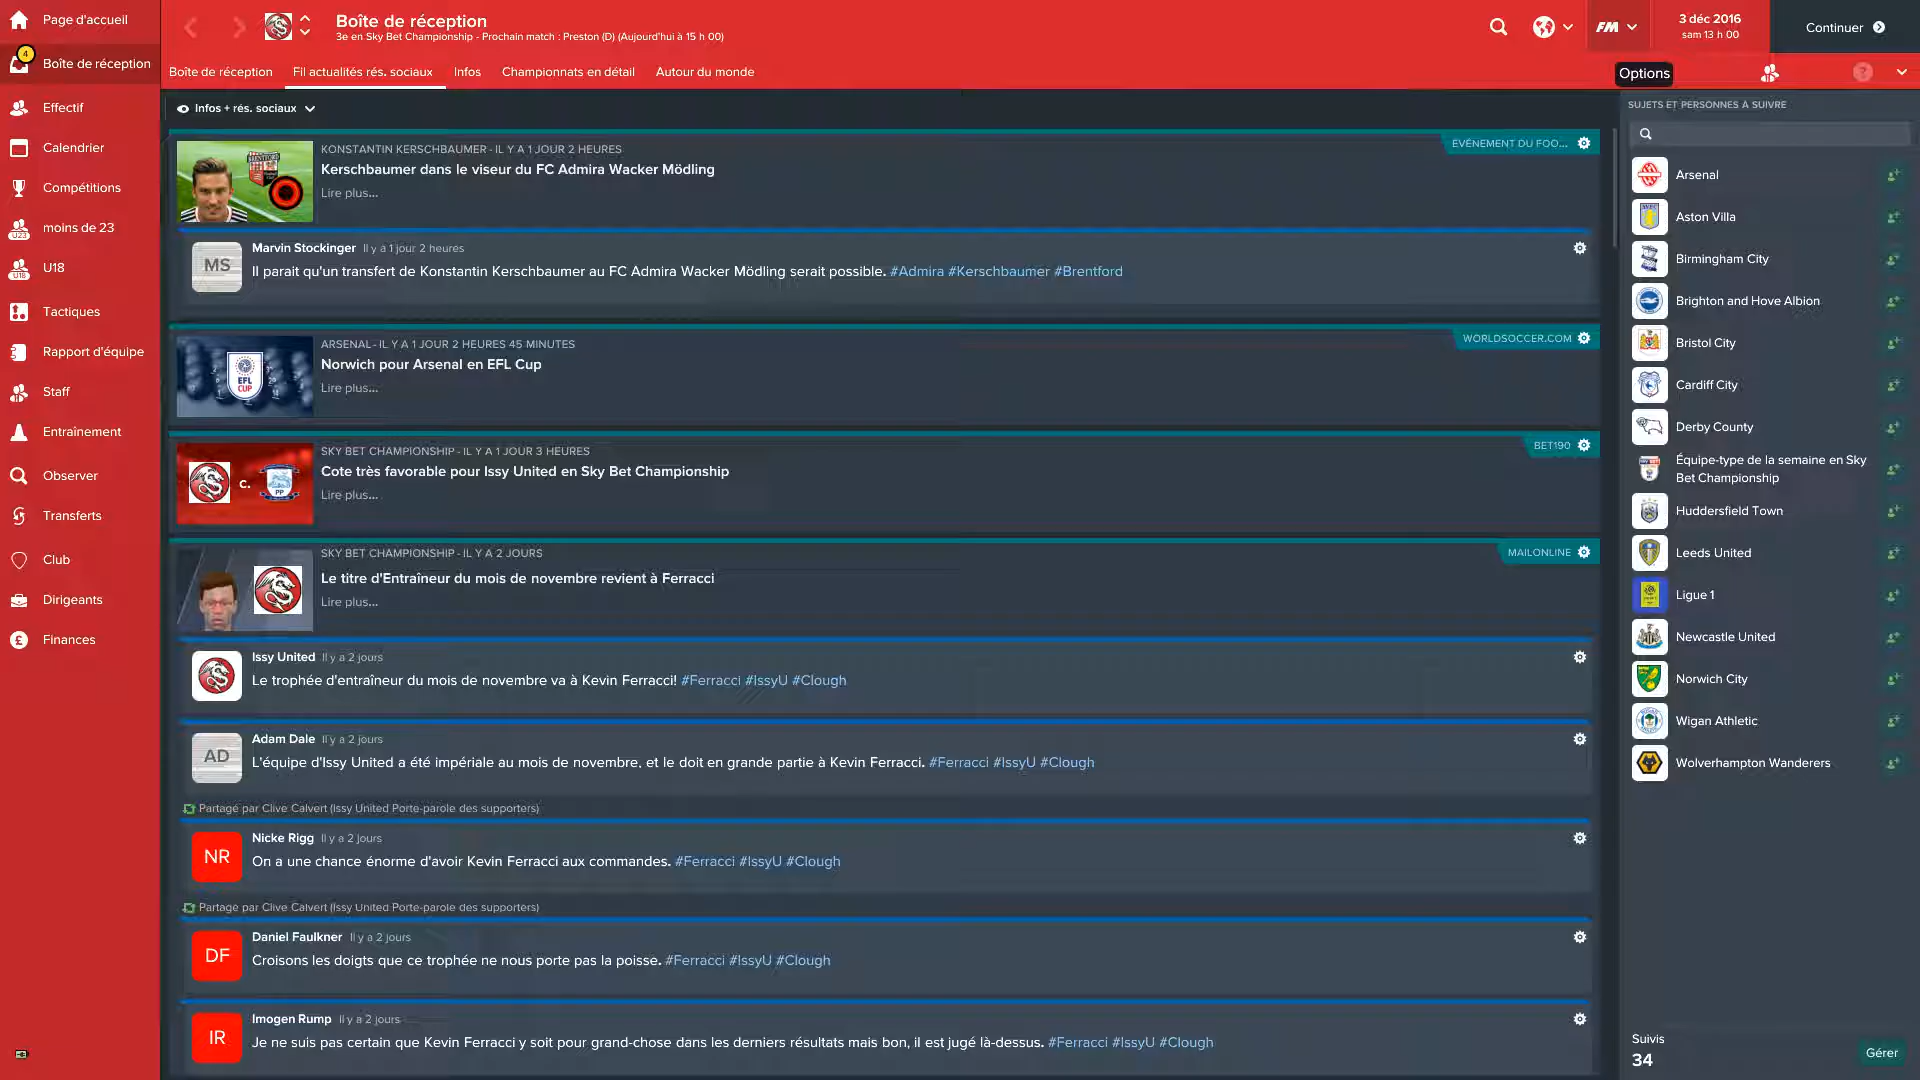 Page d'accueil
4
Boîte de réception
Effectif
Calendrier
Compétitions
moins de 23
U23
U18
U18
Tactiques
Rapport d'équipe
Staff
Entraînement
Observer
Transferts
Club
Dirigeants
Finances
Boîte de réception
3e en Sky Bet Championship - Prochain match : Preston (D) (Aujourd'hui à 15 h 00)
FM
3 déc 2016
sam 13 h 00
Continuer
Boîte de réception
Fil actualités rés. sociaux
Infos
Championnats en détail
Autour du monde
Options
Infos + rés. sociaux
KONSTANTIN KERSCHBAUMER - IL Y A 1 JOUR 2 HEURES
EVÉNEMENT DU FOO...
Kerschbaumer dans le viseur du FC Admira Wacker Mödling
Lire plus...
MS
Marvin Stockinger Il y a 1 jour 2 heures
Il parait qu'un transfert de Konstantin Kerschbaumer au FC Admira Wacker Mödling serait possible. #Admira #Kerschbaumer #Brentford
ARSENAL - IL Y A 1 JOUR 2 HEURES 45 MINUTES
WORLDSOCCER.COM
Norwich pour Arsenal en EFL Cup
Lire plus...
EFL
CUP
SKY BET CHAMPIONSHIP - IL Y A 1 JOUR 3 HEURES
BET190
Cote très favorable pour Issy United en Sky Bet Championship
Lire plus...
c.
PP
SKY BET CHAMPIONSHIP - IL Y A 2 JOURS
MAILONLINE
Le titre d'Entraîneur du mois de novembre revient à Ferracci
Lire plus...
Issy United Il y a 2 jours
Le trophée d'entraîneur du mois de novembre va à Kevin Ferracci! #Ferracci #IssyU #Clough
AD
Adam Dale Il y a 2 jours
L'équipe d'Issy United a été impériale au mois de novembre, et le doit en grande partie à Kevin Ferracci. #Ferracci #IssyU #Clough
Partagé par Clive Calvert (Issy United Porte-parole des supporters)
NR
Nicke Rigg Il y a 2 jours
On a une chance énorme d'avoir Kevin Ferracci aux commandes. #Ferracci #IssyU #Clough
Partagé par Clive Calvert (Issy United Porte-parole des supporters)
DF
Daniel Faulkner Il y a 2 jours
Croisons les doigts que ce trophée ne nous porte pas la poisse. #Ferracci #IssyU #Clough
IR
Imogen Rump Il y a 2 jours
Je ne suis pas certain que Kevin Ferracci y soit pour grand-chose dans les derniers résultats mais bon, il est jugé là-dessus. #Ferracci #IssyU #Clough
SUJETS ET PERSONNES À SUIVRE
Arsenal
Aston Villa
Birmingham City
Brighton and Hove Albion
Bristol City
Cardiff City
Derby County
Équipe-type de la semaine en Sky
Bet Championship
Huddersfield Town
Leeds United
Ligue 1
Newcastle United
Norwich City
Wigan Athletic
Wolverhampton Wanderers
Suivis
34
Gérer